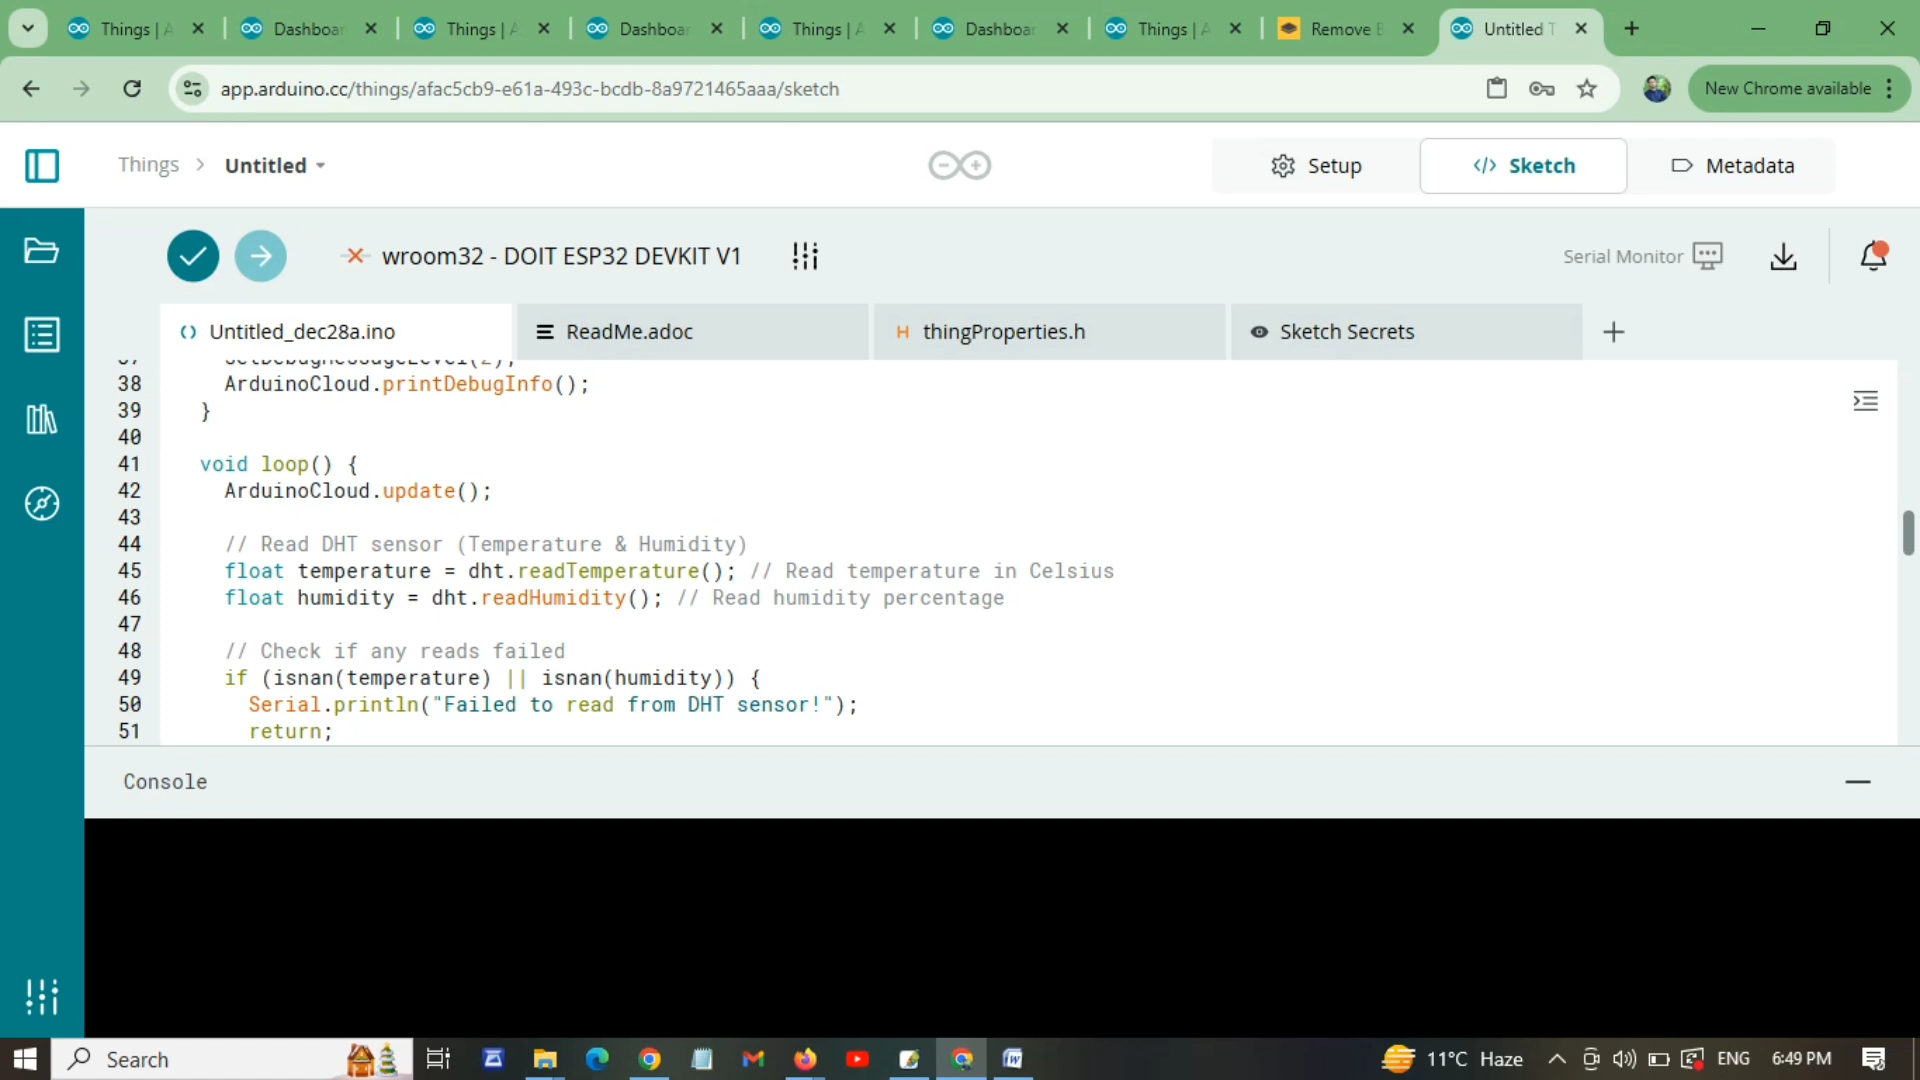 Things | A
Dashboar
Things | A
Dashboar
Things | A
Dashboar
Things | A
Remove B
Untitled T
app.arduino.cc/things/afac5cb9-e61a-493c-bcdb-8a9721465aaa/sketch
New Chrome available
Things > Untitled
Setup
</> Sketch
Metadata
wroom32 - DOIT ESP32 DEVKIT V1
Serial Monitor
Untitled_dec28a.ino
ReadMe.adoc
H thingProperties.h
Sketch Secrets
37 setDebugMessageLevel(2);
38 ArduinoCloud.printDebugInfo();
39 }
40
41 void loop() {
42 ArduinoCloud.update();
43
44 // Read DHT sensor (Temperature & Humidity)
45 float temperature = dht.readTemperature(); // Read temperature in Celsius
46 float humidity = dht.readHumidity(); // Read humidity percentage
47
48 // Check if any reads failed
49 if (isnan(temperature) || isnan(humidity)) {
50 Serial.println("Failed to read from DHT sensor!");
51 return;
Console
Search
11°C Haze
ENG
6:49 PM